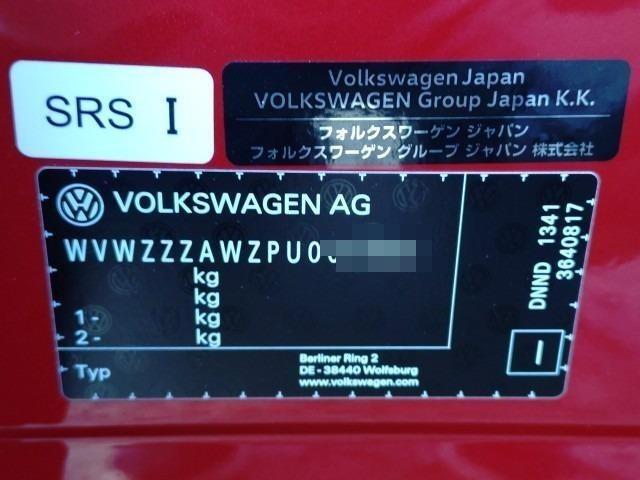 SRS I
Volkswagen Japan
VOLKSWAGEN Group Japan K.K.
フォルクスワーゲン ジャパン
フォルクスワーゲン グループ ジャパン 株式会社
VOLKSWAGEN AG
WVWZZZAWZPU0
kg
kg
1 - kg
2 - kg
Typ
Berliner Ring 2
DE - 38440 Wolfsburg
www.volkswagen.com
DNND 1341
3640817
I